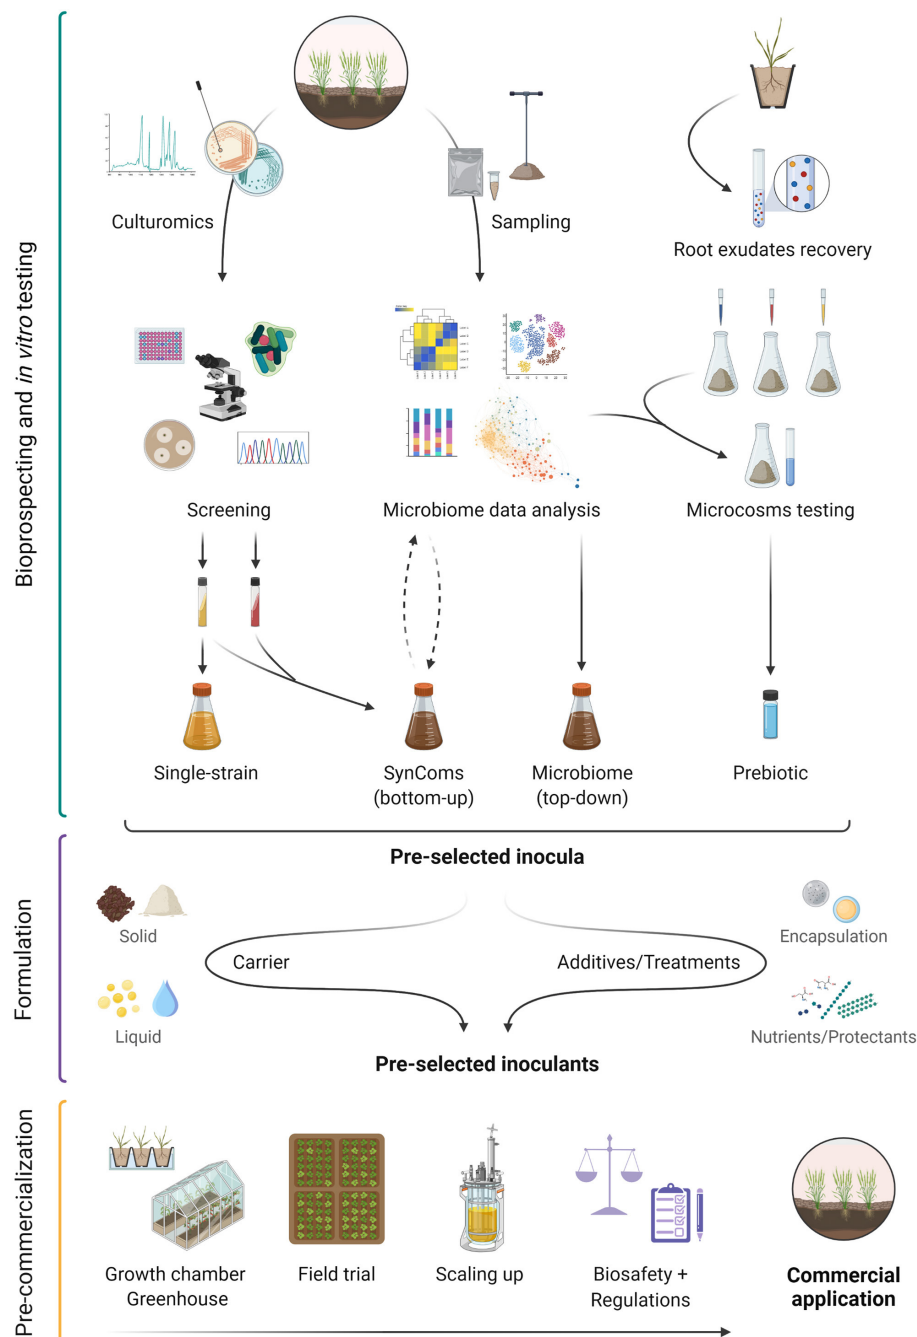 Bioprospecting and in vitro testing
Culturomics
Sampling
Root exudates recovery
Screening
Microbiome data analysis
Microcosms testing
Single-strain
SynComs
(bottom-up)
Microbiome
(top-down)
Prebiotic
Pre-selected inocula
Formulation
Solid
Liquid
Carrier
Additives/Treatments
Encapsulation
Nutrients/Protectants
Pre-selected inoculants
Pre-commercialization
Growth chamber
Greenhouse
Field trial
Scaling up
Biosafety +
Regulations
Commercial
application